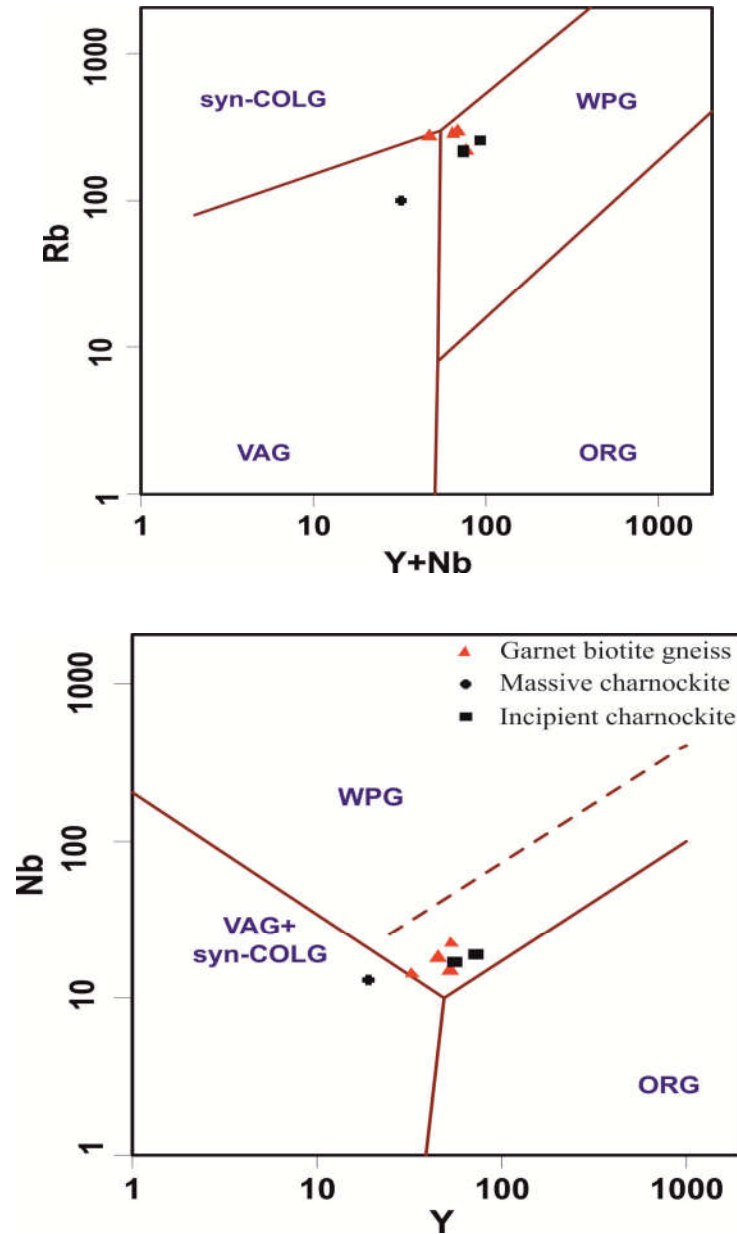 1000
syn-COLG
WPG
100
Rb
10
VAG
ORG
1
1
10
100
1000
Y+Nb
Garnet biotite gneiss
Massive charnockite
Incipient charnockite
1000
WPG
100
Nb
VAG+
syn-COLG
10
ORG
1
1
10
100
1000
Y